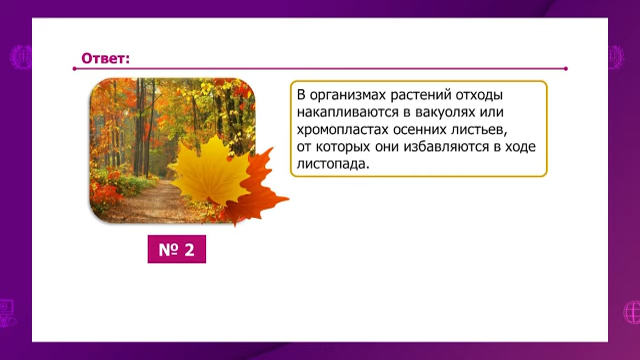 Ответ:
В организмах растений отходы
накапливаются в вакуолях или
хромопластах осенних листьев,
от которых они избавляются в ходе
листопада.
№ 2